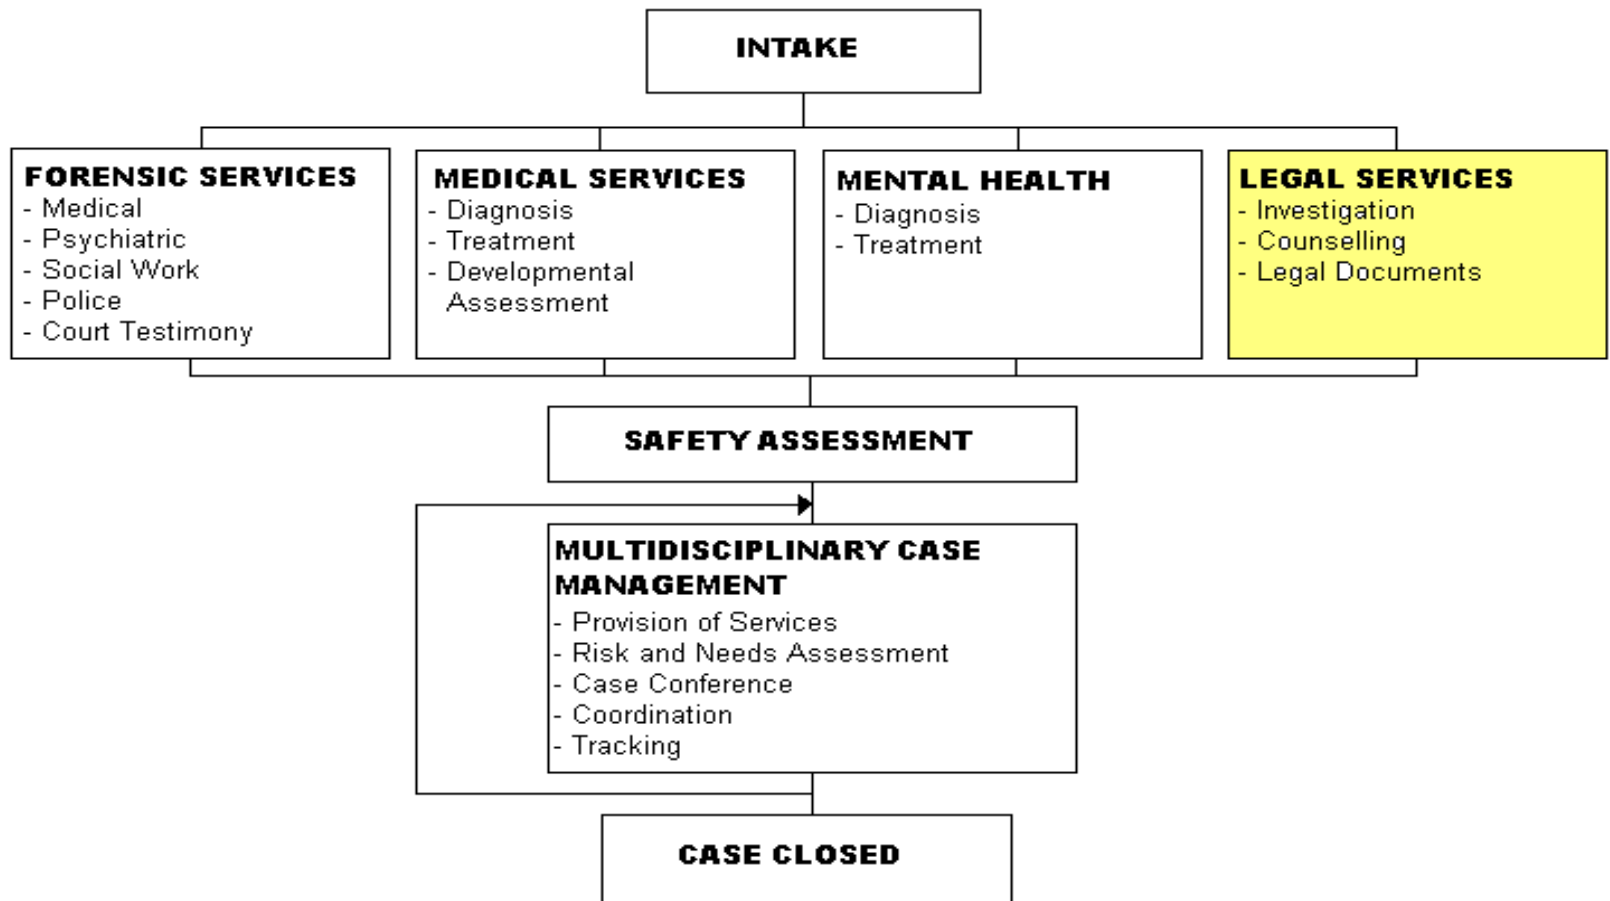 INTAKE
FORENSIC SERVICES
- Medical
- Psychiatric
- Social Work
- Police
- Court Testimony
MEDICAL SERVICES
- Diagnosis
- Treatment
- Developmental
Assessment
MENTAL HEALTH
- Diagnosis
- Treatment
LEGAL SERVICES
- Investigation
- Counselling
- Legal Documents
SAFETY ASSESSMENT
MULTIDISCIPLINARY CASE
MANAGEMENT
- Provision of Services
- Risk and Needs Assessment
- Case Conference
- Coordination
- Tracking
CASE CLOSED